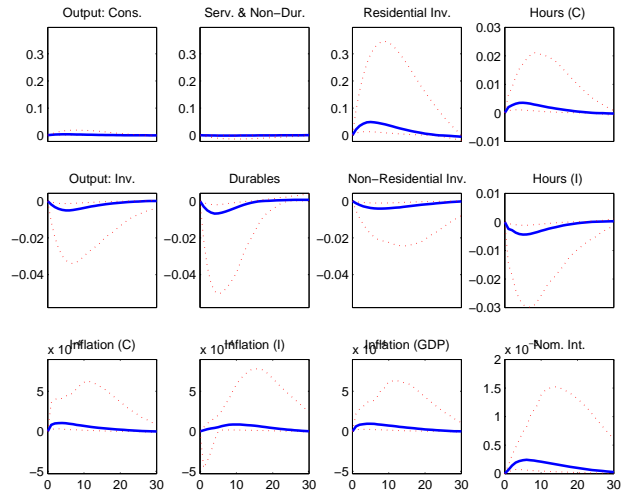 Output: Cons.
Serv. & Non−Dur.
Residential Inv.
Hours (C)
0.3
0.2
0.1
0
0.3
0.2
0.1
0
0.3
0.2
0.1
0
0.03
0.02
0.01
0
−0.01
Output: Inv.
Durables
Non−Residential Inv.
Hours (I)
0
−0.02
−0.04
0
−0.02
−0.04
0
−0.02
−0.04
0.01
0
−0.01
−0.02
−0.03
Inflation (C)
Inflation (I)
Inflation (GDP)
Nom. Int.
x 10
x 10
x 10
x 10
5
0
−5
5
0
−5
5
0
−5
2
1.5
1
0.5
0
0 10 20 30
0 10 20 30
0 10 20 30
0 10 20 30